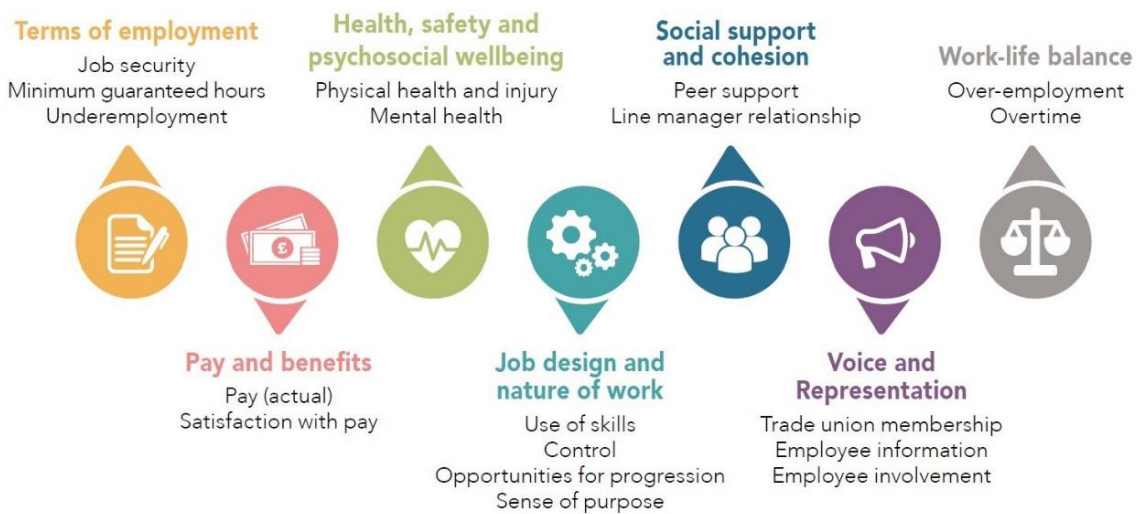 Terms of employment
Job security
Minimum guaranteed hours
Underemployment
Health, safety and
psychosocial wellbeing
Physical health and injury
Mental health
Social support
and cohesion
Peer support
Line manager relationship
Work-life balance
Over-employment
Overtime
£
Pay and benefits
Pay (actual)
Satisfaction with pay
Job design and
nature of work
Use of skills
Control
Opportunities for progression
Sense of purpose
Voice and
Representation
Trade union membership
Employee information
Employee involvement